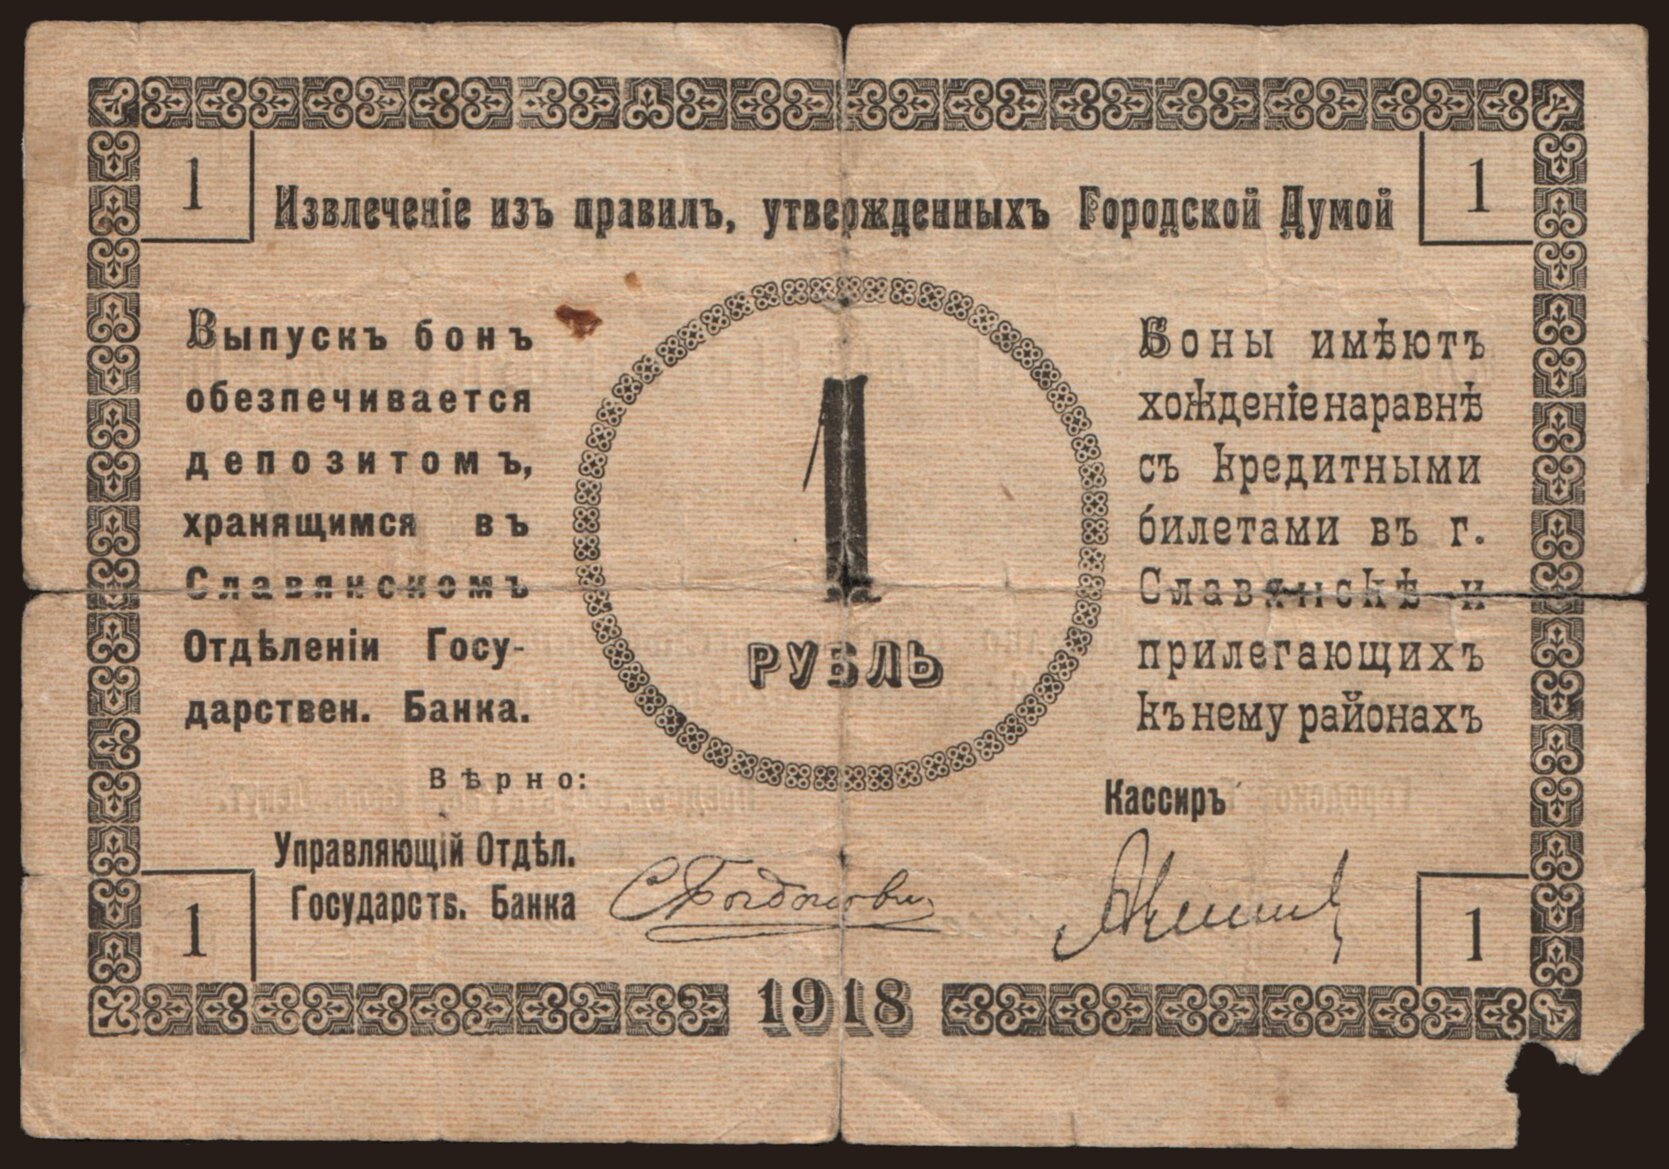 1
1
Извлеченіе изъ правилъ, утвержденныхъ Городской Думой
Выпускъ бонъ
обезпечивается
депозитомъ,
хранящимся въ
Славянскомъ
Отдѣленіи Госу-
дарствен. Банка.
1
РУБЛЬ
Боны имѣютъ
хожденіе наравнѣ
съ кредитными
билетами въ г.
Славянскѣ и
прилегающихъ
къ нему районахъ
Вѣрно:
Управляющій Отдѣл.
Государств. Банка
Кассиръ
1
1
1918